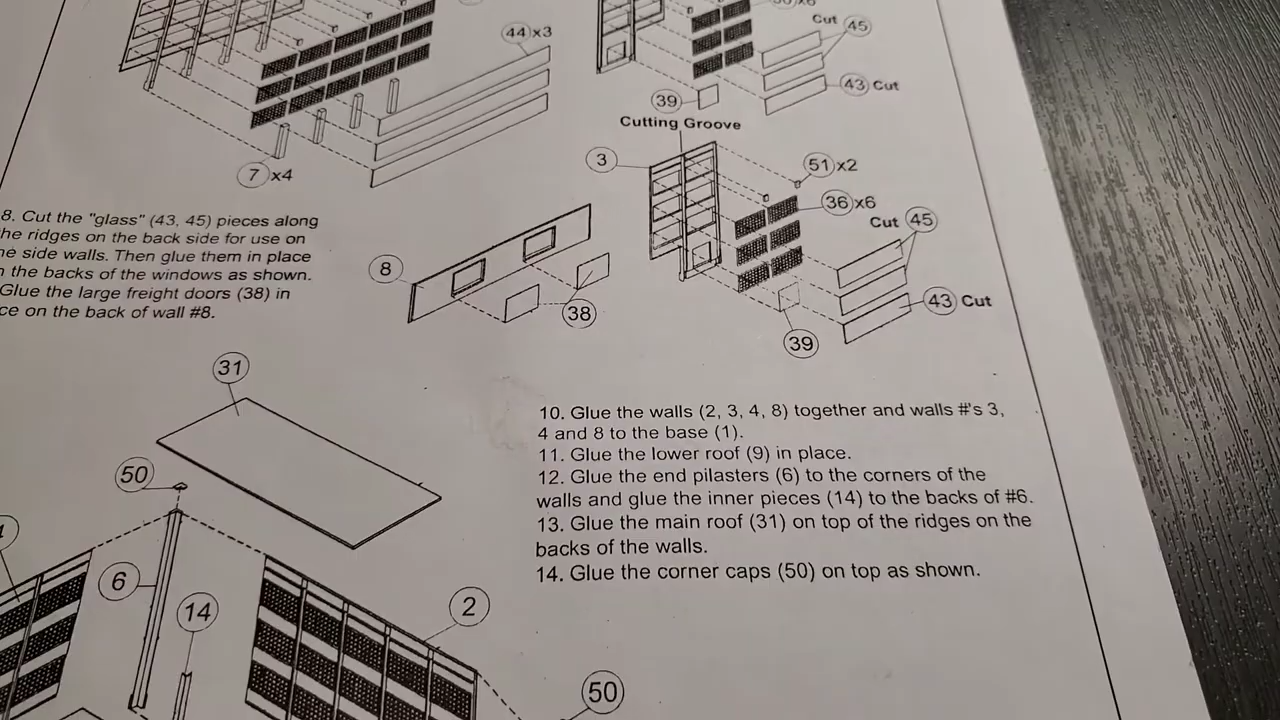 44 x3
Cut 45
43 Cut
39
Cutting Groove
3
51 x2
7 x4
36 x6
Cut 45
8. Cut the "glass" (43, 45) pieces along
the ridges on the back side for use on
side walls. Then glue them in place
the backs of the windows as shown.
8
Glue the large freight doors (38) in
on the back of wall #8.
38
43 Cut
39
31
10. Glue the walls (2, 3, 4, 8) together and walls #'s 3,
4 and 8 to the base (1).
11. Glue the lower roof (9) in place.
50
12. Glue the end pilasters (6) to the corners of the
walls and glue the inner pieces (14) to the backs of #6.
13. Glue the main roof (31) on top of the ridges on the
backs of the walls.
14. Glue the corner caps (50) on top as shown.
6
14
2
50